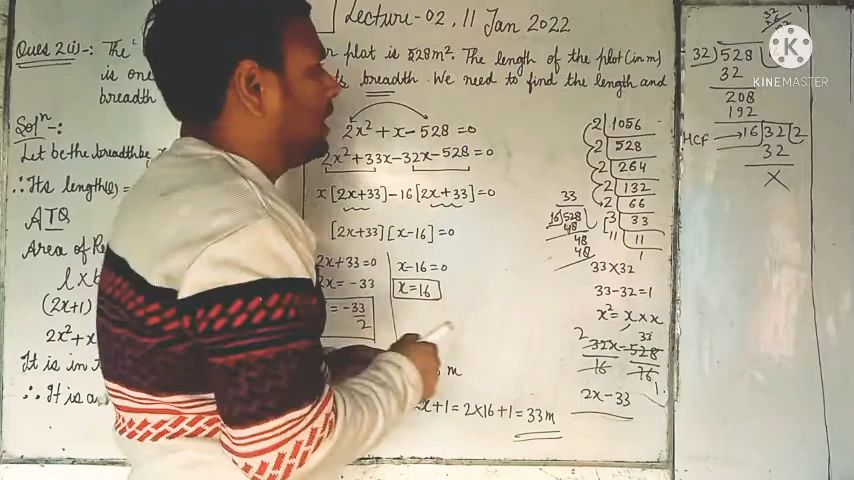 Lecture-02, 11 Jan 2022
Ques 2(i)-: The plot is 528m². The length of the plot (in m)
is one its breadth. We need to find the length and
breadth
Solⁿ-:
Let be the breadth be
∴ Its length(l) =
ATQ
Area of Re
l x b
(2x+1)
2x² + x
It is in
∴ It is a
2x² + x - 528 = 0
2x² + 33x - 32x - 528 = 0
x[2x+33] - 16[2x+33] = 0
[2x+33] [x-16] = 0
2x + 33 = 0
2x = -33
= -33/2
x - 16 = 0
x = 16
m
x + 1 = 2x16 + 1 = 33m
2 | 1056
2 | 528
2 | 264
2 | 132
2 | 66
3 | 33
11 | 11
1
33
16) 528
48
48
48
33 X 32
33 - 32 = 1
x² = x x x
2 33
32x - 528
16 16
2x - 33
32) 528
32
208
192
HCF → 16 | 32 | 2
32
X
KINEMASTER